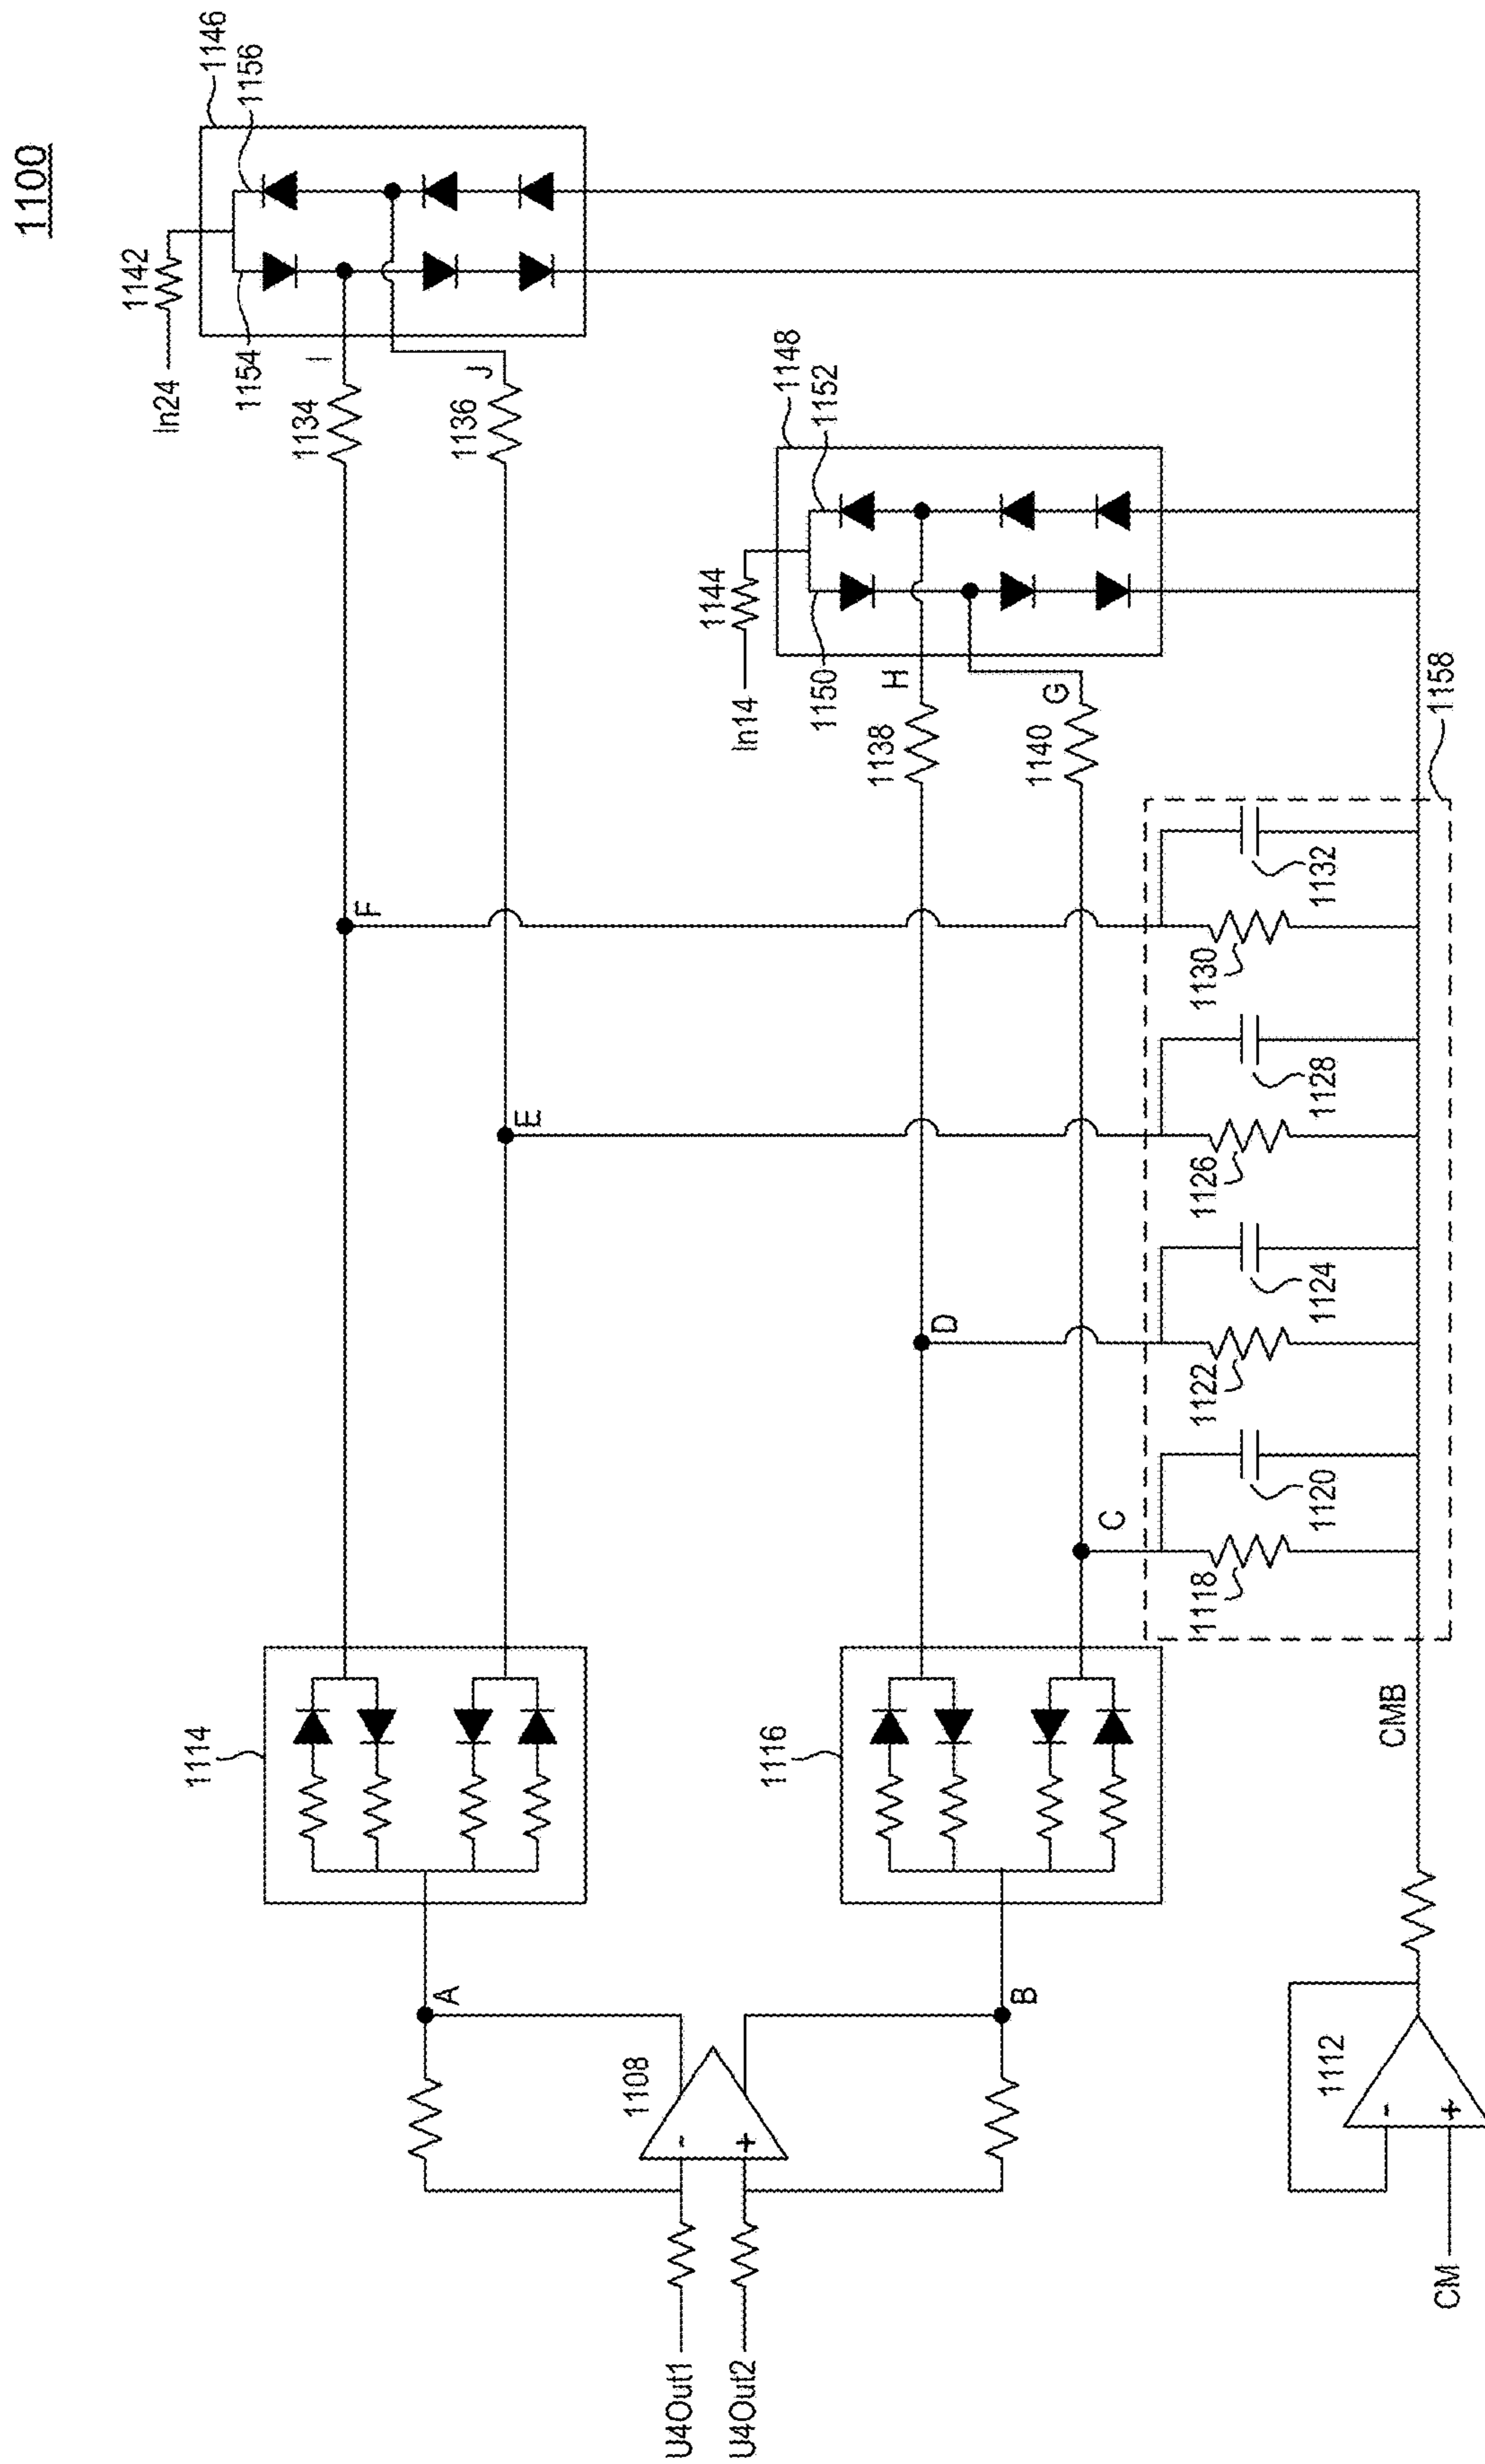 1100
1146
1156
1142
In24
1154
I
1134
J
1136
1148
1152
1144
In14
1150
H
1138
G
1140
1158
F
1132
1130
E
1128
1126
D
1124
1122
C
1120
1118
1114
1116
CMB
A
B
1108
-
+
1112
-
+
U4Out1
U4Out2
CM